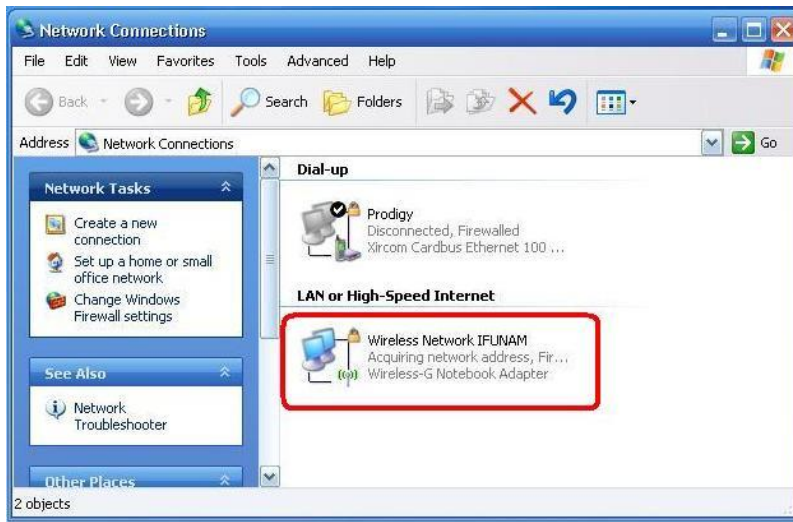 Network Connections
File Edit View Favorites Tools Advanced Help
Back Search Folders
Address Network Connections Go
Network Tasks
Create a new
connection
Set up a home or small
office network
Change Windows
Firewall settings
See Also
Network
Troubleshooter
Other Places
Dial-up
Prodigy
Disconnected, Firewalled
Xircom Cardbus Ethernet 100 ...
LAN or High-Speed Internet
Wireless Network IFUNAM
Acquiring network address, Fir...
Wireless-G Notebook Adapter
2 objects